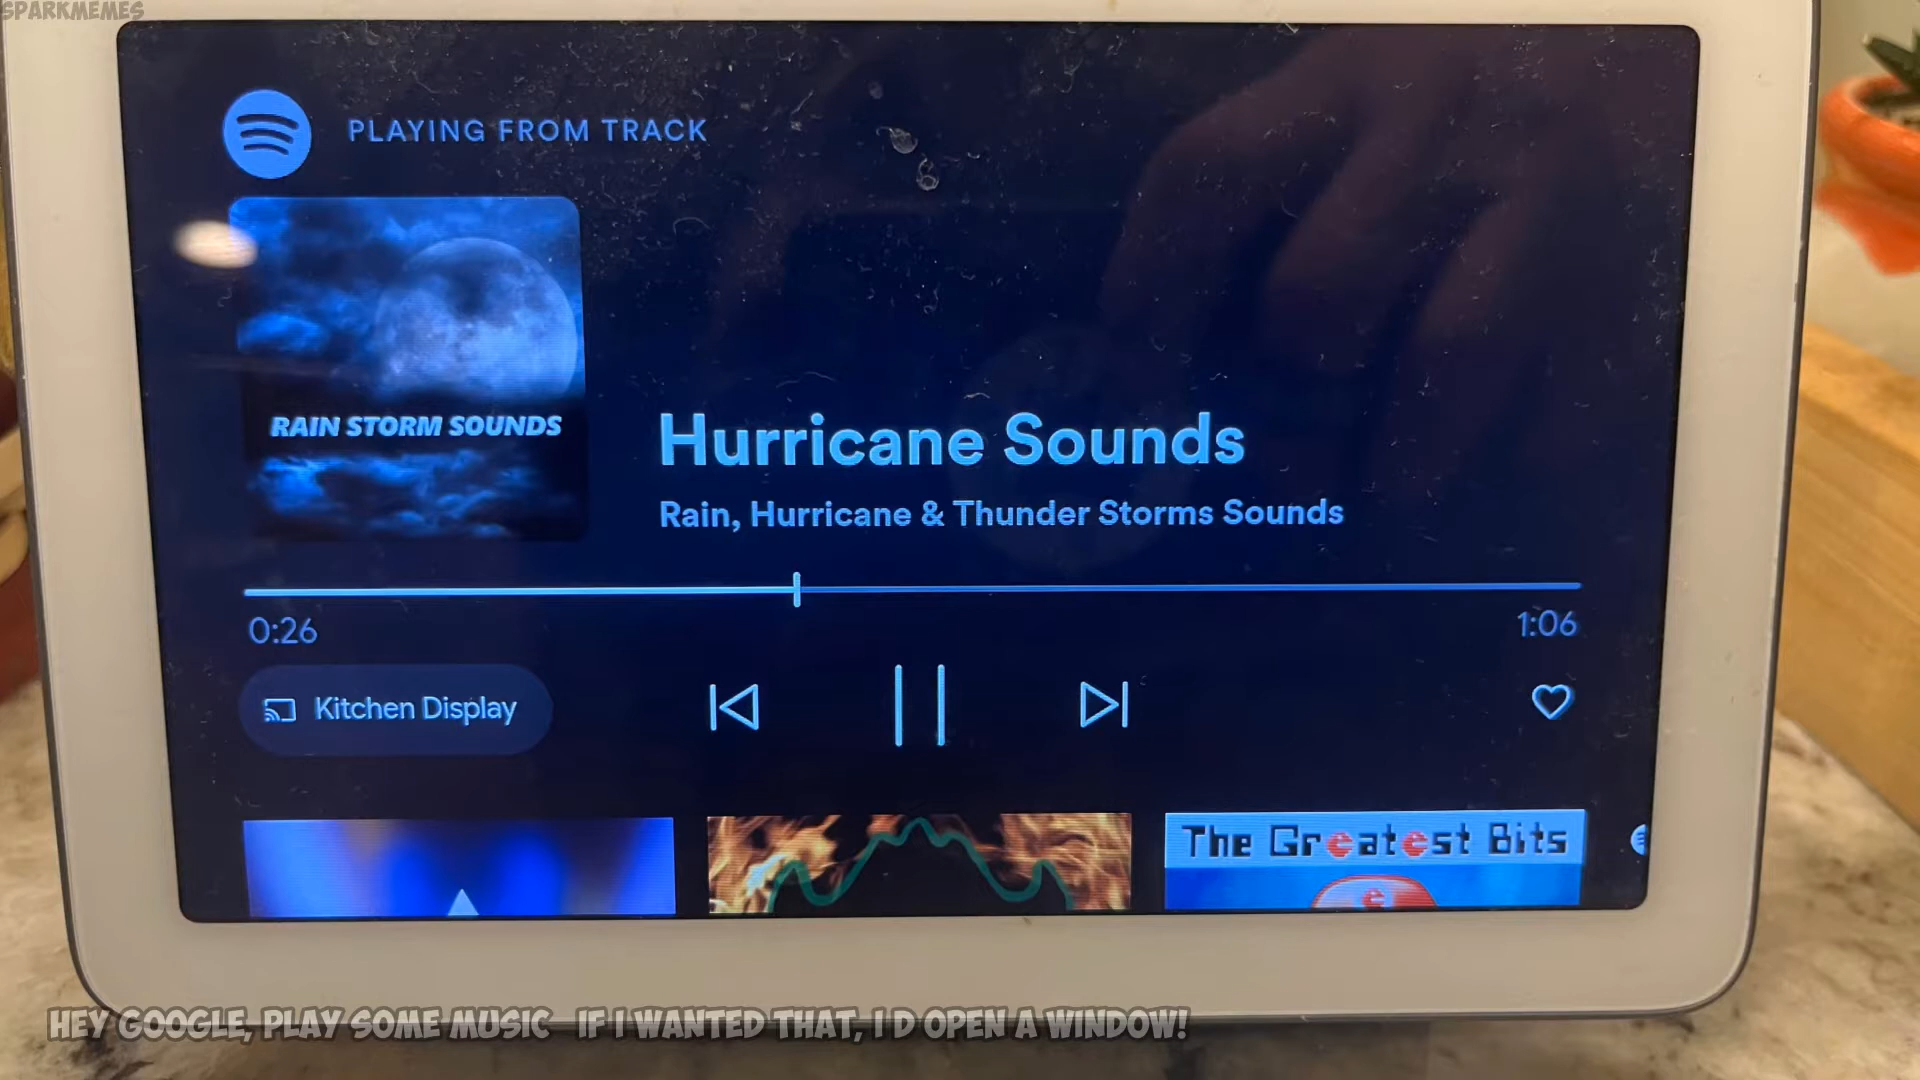 SPARKMEMES
PLAYING FROM TRACK
RAIN STORM SOUNDS
Hurricane Sounds
Rain, Hurricane & Thunder Storms Sounds
0:26
1:06
Kitchen Display
The Greatest Bits
e
HEY GOOGLE, PLAY SOME MUSIC IF I WANTED THAT, I D OPEN A WINDOW!